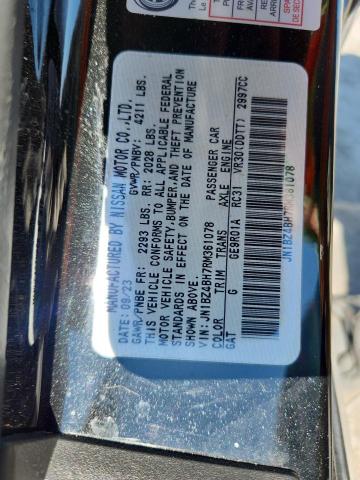 MANUFACTURED BY NISSAN MOTOR CO.,LTD.
DATE: 09/23 GVWR/PNBV: 4211 LBS.
GAWR/PNBE FR: 2293 LBS. RR: 2028 LBS.
THIS VEHICLE CONFORMS TO ALL APPLICABLE FEDERAL
MOTOR VEHICLE SAFETY,BUMPER,AND THEFT PREVENTION
STANDARDS IN EFFECT ON THE DATE OF MANUFACTURE
SHOWN ABOVE.
VIN: JN1BZ4BH7RM381078 PASSENGER CAR
COLOR TRIM TRANS AXLE ENGINE
GAT G GE9R01A RC31 VR30(DDTT) 2997CC